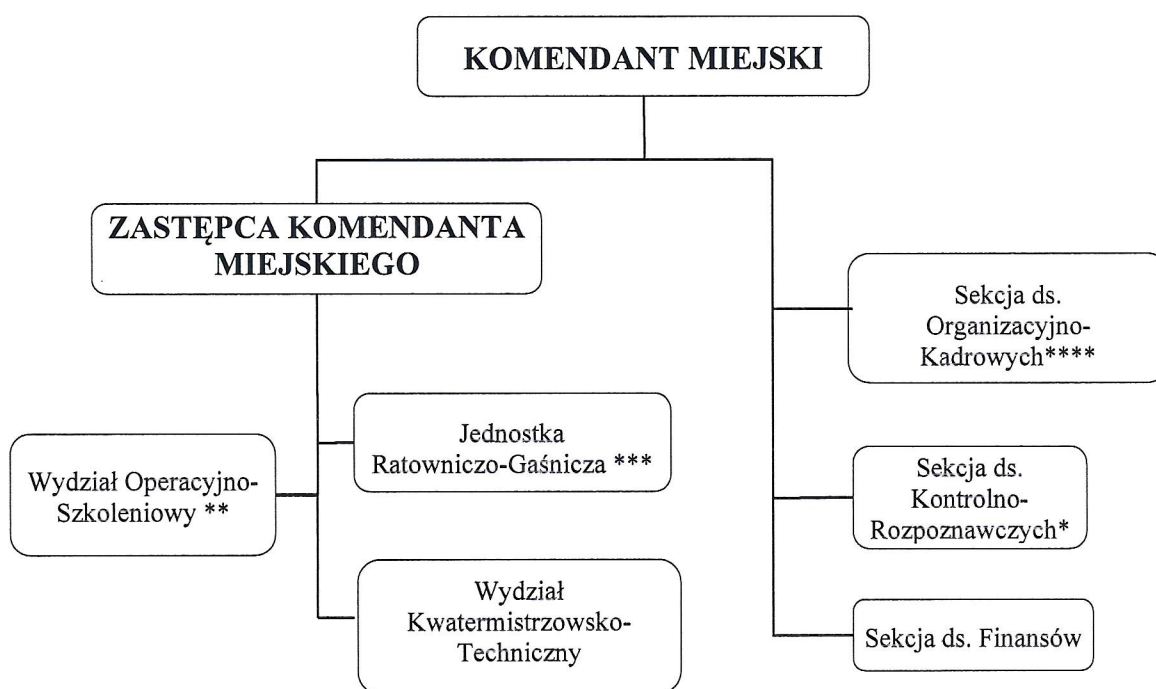 KOMENDANT MIEJSKI
ZASTĘPCA KOMENDANTA
MIEJSKIEGO
Sekcja ds.
Organizacyjno-
Kadrowych****
Jednostka
Ratowniczo-Gaśnicza ***
Wydział Operacyjno-
Szkoleniowy **
Sekcja ds.
Kontrolno-
Rozpoznawczych*
Wydział
Kwatermistrzowsko-
Techniczny
Sekcja ds. Finansów